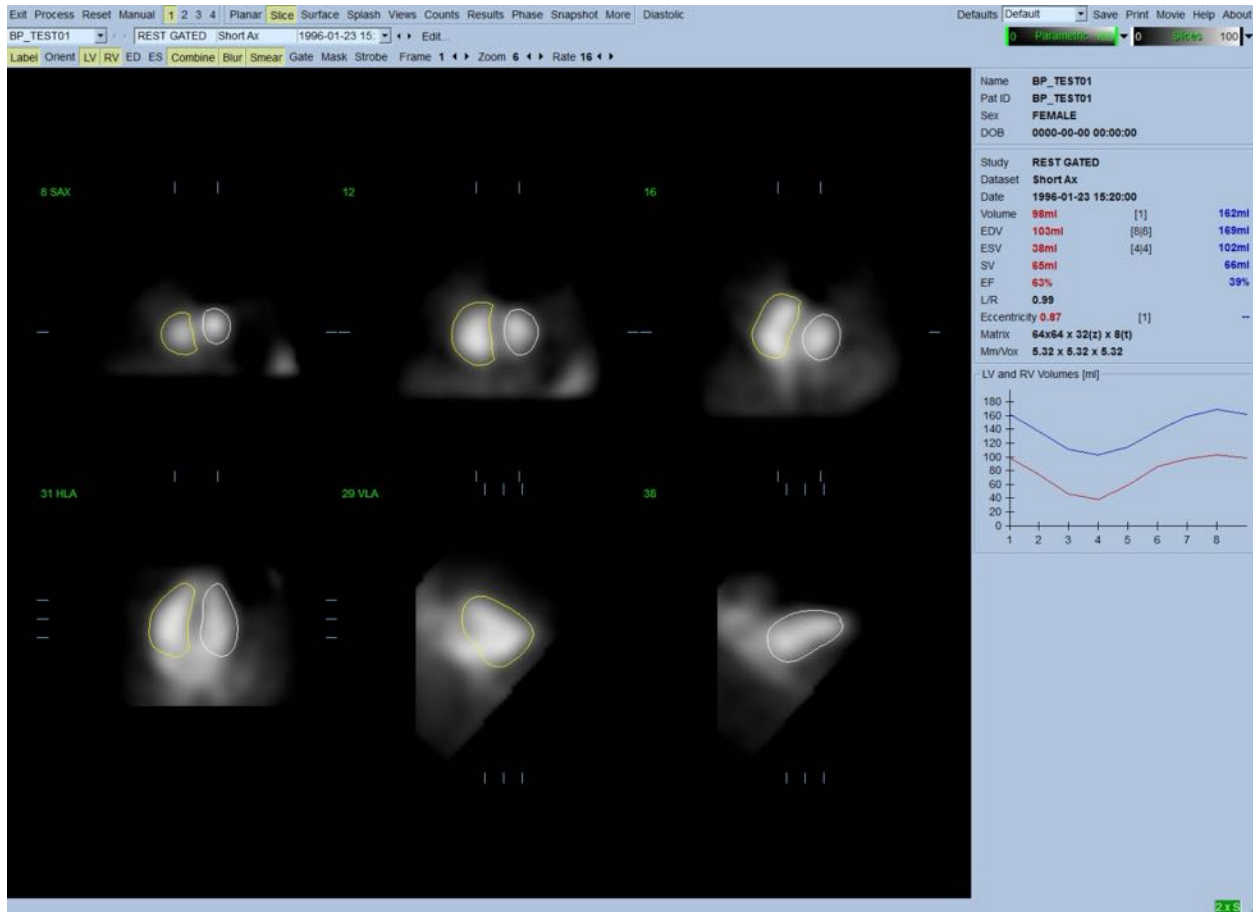 Exit Process Reset Manual 1 2 3 4 Planar Slice Surface Splash Views Counts Results Phase Snapshot More Diastolic Defaults Default Save Print Movie Help About
BP_TEST01 REST GATED Short Ax 1996-01-23 15: Edit... 0 Parametric 100 0 Slices 100
Label Orient LV RV ED ES Combine Blur Smear Gate Mask Strobe Frame 1 Zoom 6 Rate 16
8 SAX 12 16
31 HLA 29 VLA 38
Name BP_TEST01
Pat ID BP_TEST01
Sex FEMALE
DOB 0000-00-00 00:00:00
Study REST GATED
Dataset Short Ax
Date 1996-01-23 15:20:00
Volume 98ml [1] 162ml
EDV 103ml [8|8] 169ml
ESV 38ml [4|4] 102ml
SV 65ml 66ml
EF 63% 39%
L/R 0.99
Eccentricity 0.87 [1] --
Matrix 64x64 x 32(z) x 8(t)
Mm/Vox 5.32 x 5.32 x 5.32
LV and RV Volumes [ml]
180
160
140
120
100
80
60
40
20
0
1 2 3 4 5 6 7 8
2 x S